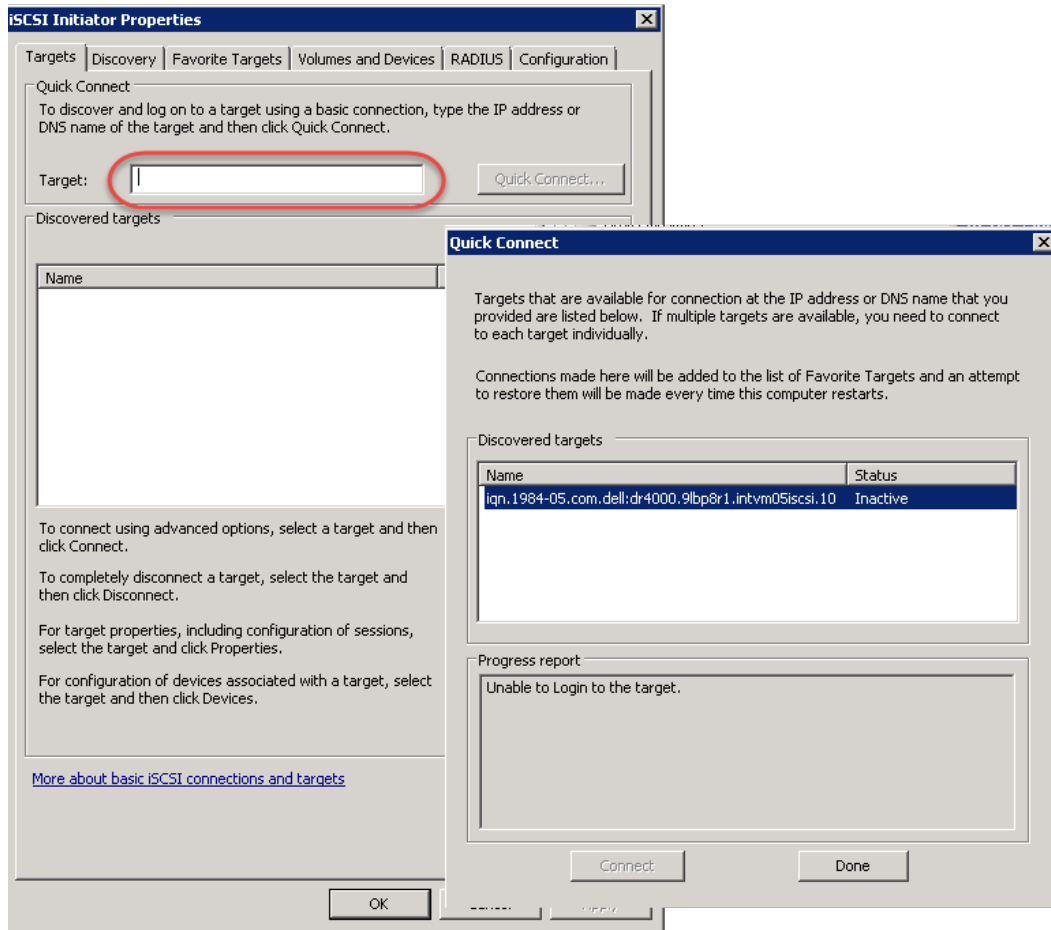 iSCSI Initiator Properties
Targets Discovery Favorite Targets Volumes and Devices RADIUS Configuration
Quick Connect
To discover and log on to a target using a basic connection, type the IP address or
DNS name of the target and then click Quick Connect.
Target:
Quick Connect...
Discovered targets
Name
To connect using advanced options, select a target and then
click Connect.
To completely disconnect a target, select the target and
then click Disconnect.
For target properties, including configuration of sessions,
select the target and click Properties.
For configuration of devices associated with a target, select
the target and then click Devices.
More about basic iSCSI connections and targets
OK
Quick Connect
Targets that are available for connection at the IP address or DNS name that you
provided are listed below. If multiple targets are available, you need to connect
to each target individually.
Connections made here will be added to the list of Favorite Targets and an attempt
to restore them will be made every time this computer restarts.
Discovered targets
Name Status
iqn.1984-05.com.dell:dr4000.9lbp8r1.intvm05iscsi.10 Inactive
Progress report
Unable to Login to the target.
Connect Done